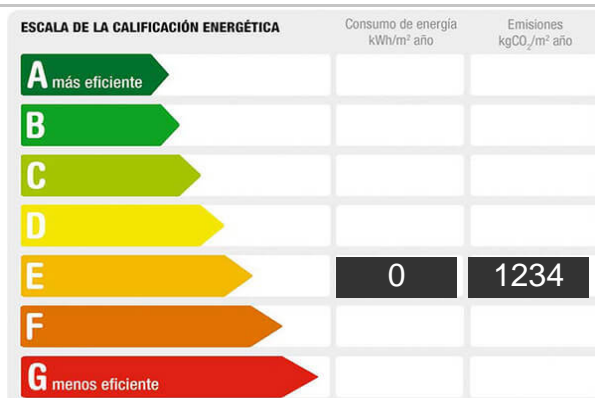 ESCALA DE LA CALIFICACIÓN ENERGÉTICA
Consumo de energía
kWh/m² año
Emisiones
kgCO₂/m² año
A más eficiente
B
C
D
E 0 1234
F
G menos eficiente